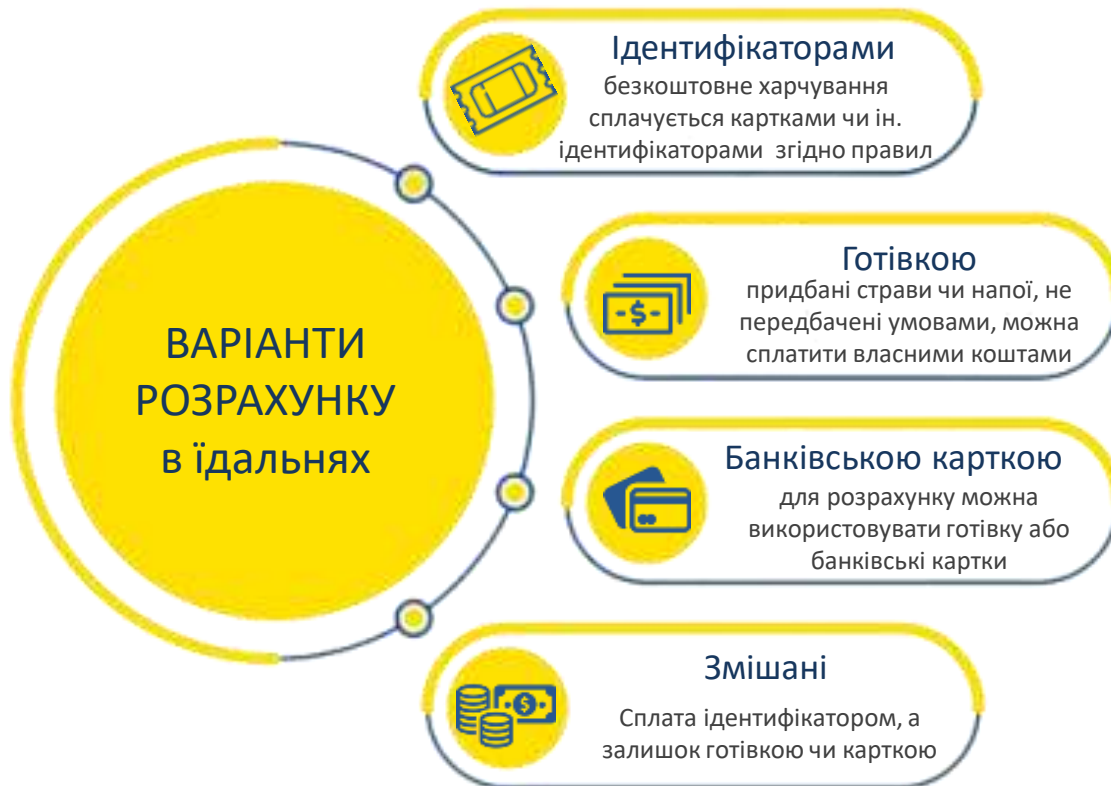 ВАРІАНТИ
РОЗРАХУНКУ
в їдальнях
Ідентифікаторами
безкоштовне харчування
сплачується картками чи ін.
ідентифікаторами згідно правил
Готівкою
придбані страви чи напої, не
передбачені умовами, можна
сплатити власними коштами
Банківською карткою
для розрахунку можна
використовувати готівку або
банківські картки
Змішані
Сплата ідентифікатором, а
залишок готівкою чи карткою